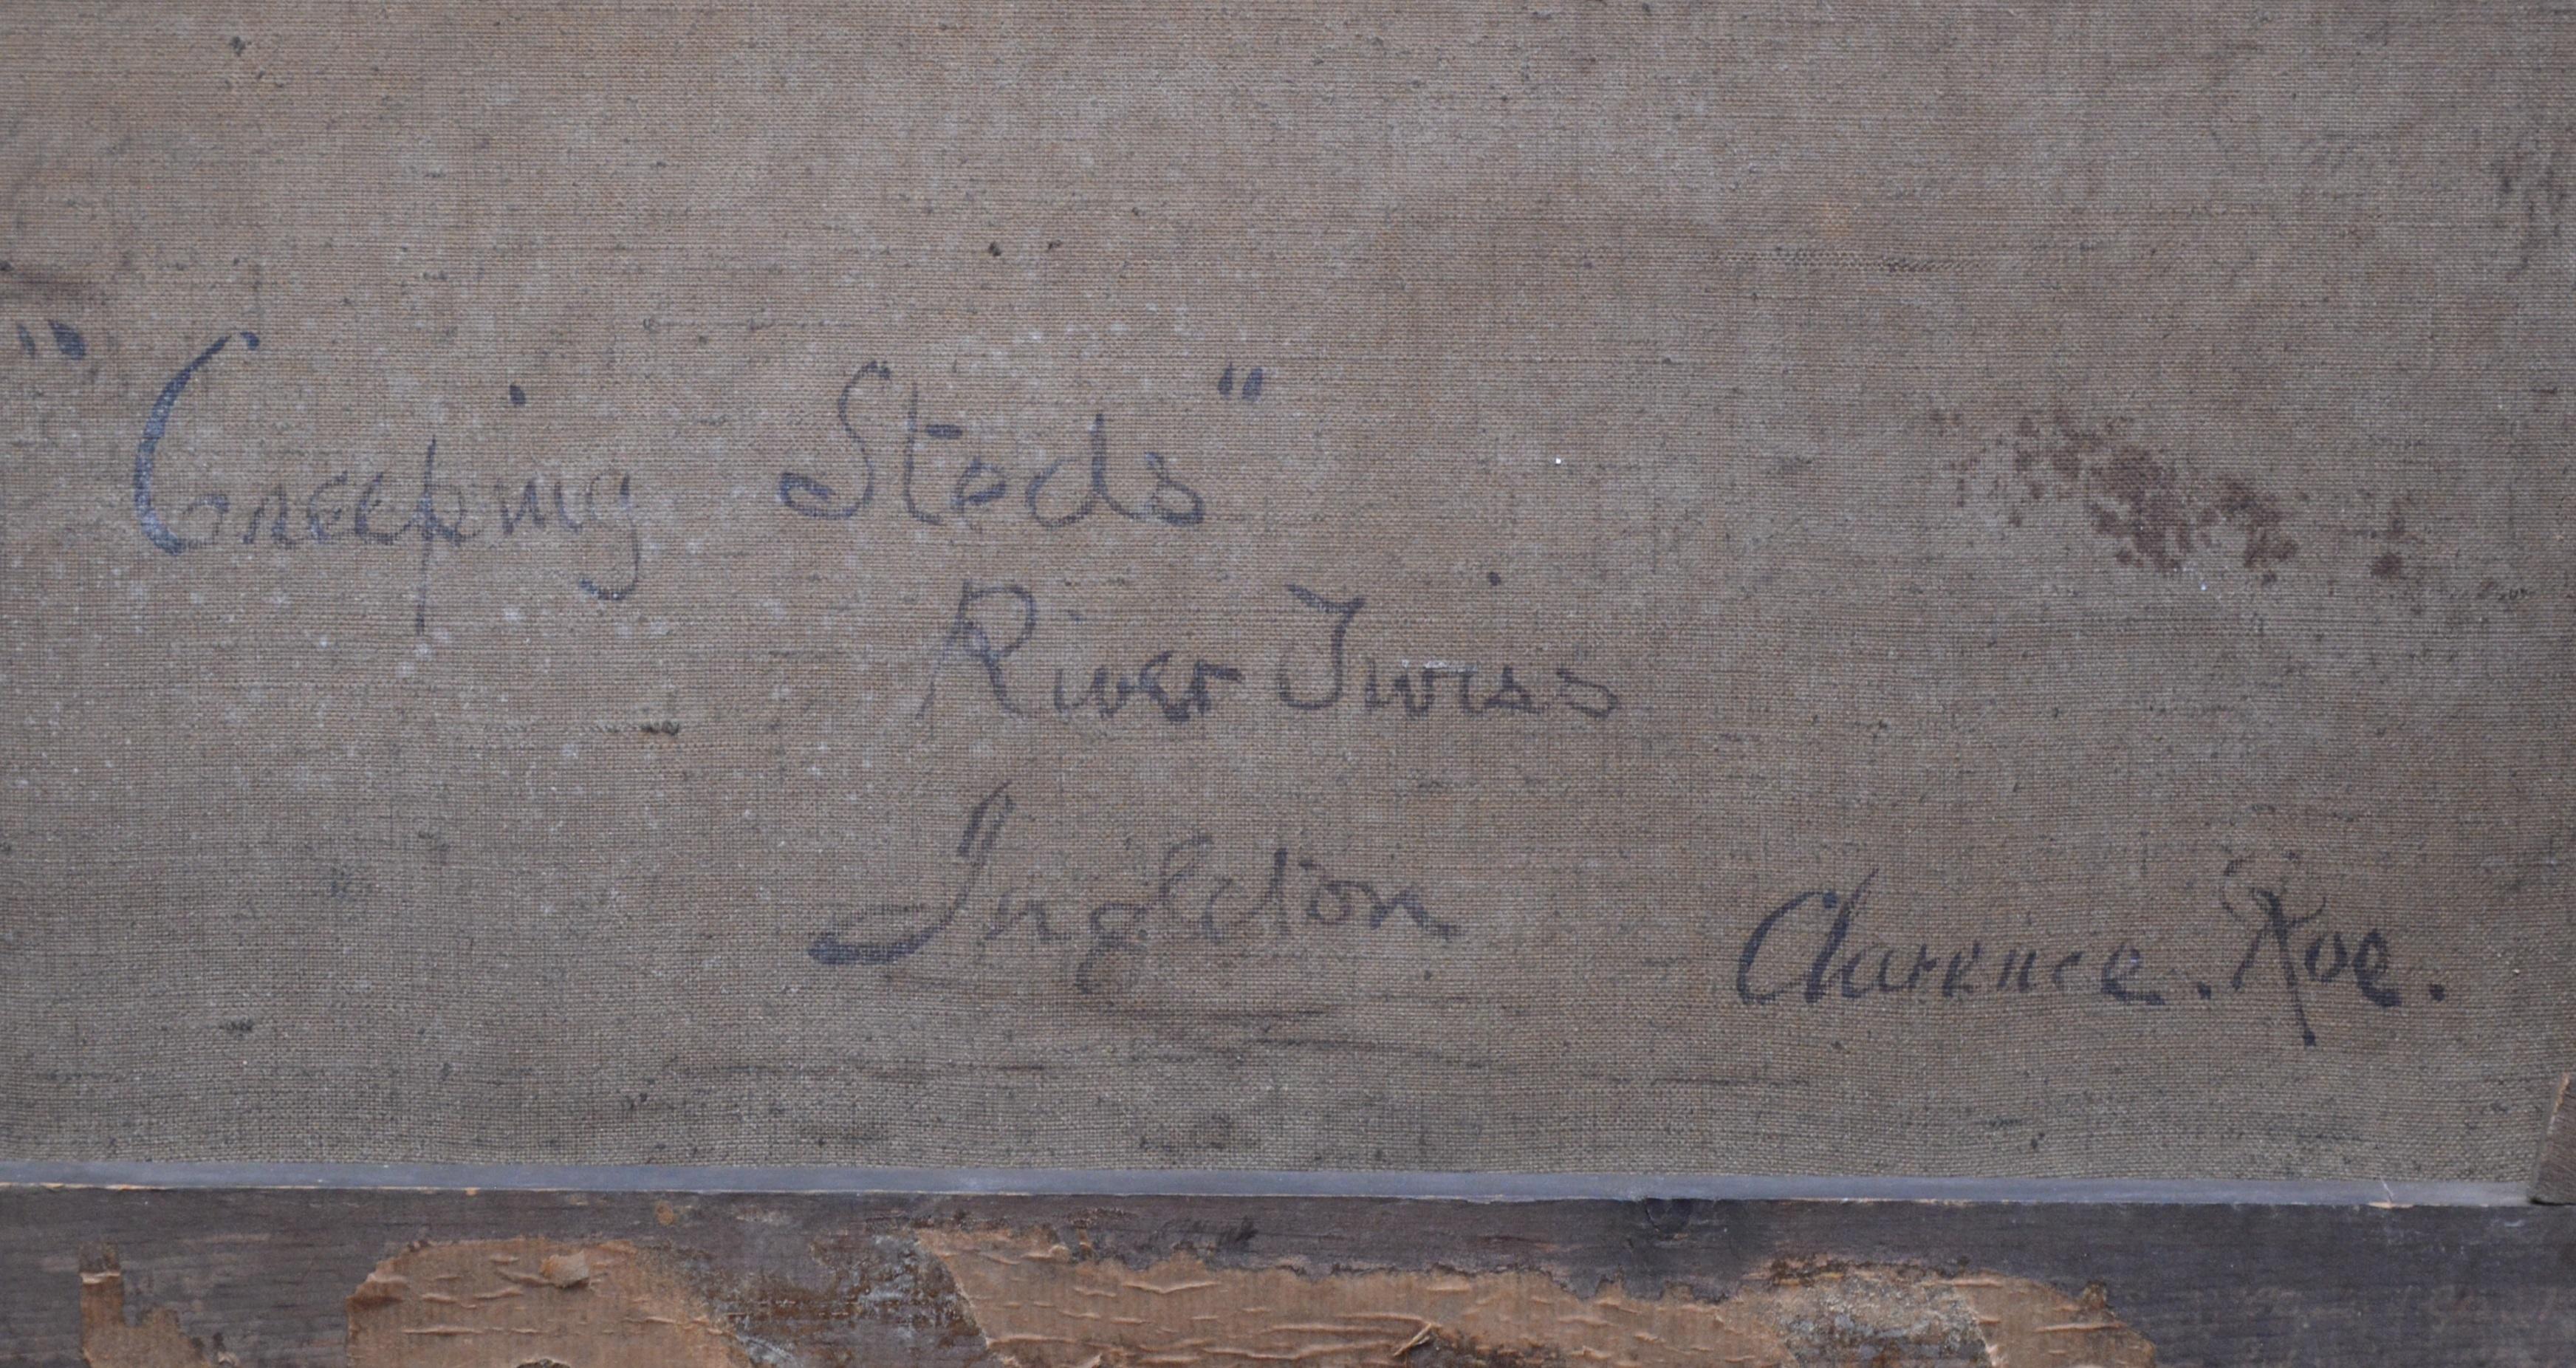 "Creeping Steds"
River Twiss
Ingleton
Clarence. Roe.